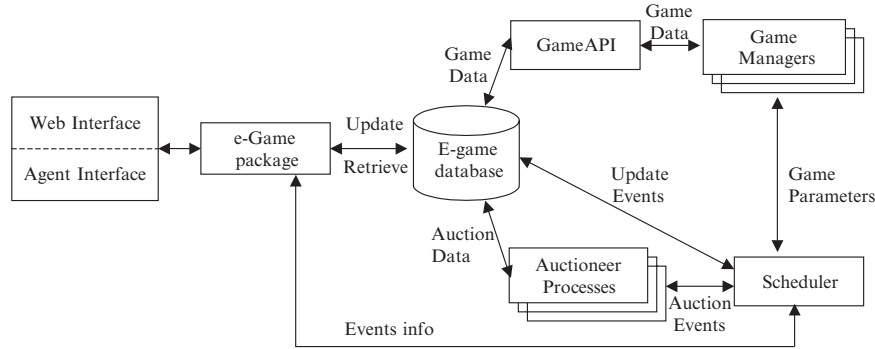 Web Interface
Agent Interface
e-Game
package
Update
Retrieve
E-game
database
Game
Data
GameAPI
Game
Data
Game
Managers
Update
Events
Game
Parameters
Auction
Data
Auctioneer
Processes
Auction
Events
Scheduler
Events info